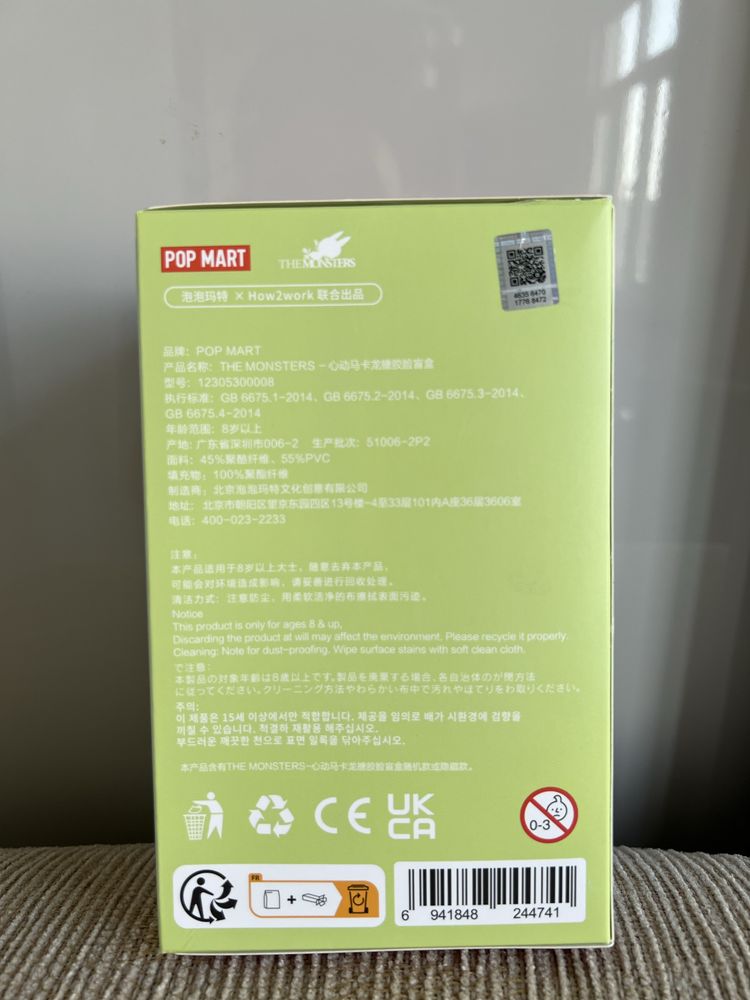 POP MART
THE MONSTERS
泡泡玛特 × How2work 联合出品
4635 6470
1776 8472
品牌: POP MART
产品名称: THE MONSTERS - 心动马卡龙搪胶脸盲盒
型号: 12305300008
执行标准: GB 6675.1-2014、GB 6675.2-2014、GB 6675.3-2014、
GB 6675.4-2014
年龄范围: 8岁以上
产地: 广东省深圳市006-2 生产批次: 51006-2P2
面料: 45%聚酯纤维、55%PVC
填充物: 100%聚酯纤维
制造商: 北京泡泡玛特文化创意有限公司
地址: 北京市朝阳区望京东园四区13号楼-4至33层101内A座36层3606室
电话: 400-023-2233
注意:
本产品适用于8岁以上大士, 随意去弃本产品,
可能会对环境造成影响, 请妥善进行回收处理。
清洁力式: 注意防尘, 用柔软洁净的布擦拭表面污迹。
Notice
This product is only for ages 8 & up,
Discarding the product at will may affect the environment, Please recycle it properly.
Cleaning: Note for dust-proofing. Wipe surface stains with soft clean cloth.
で注意:
本製品の対象年齢は8歳以上です。製品を廃棄する場合、各自治体のが閒方法
に従ってください。クリーニング方法やわらかい布中で汚れやほてりをわ取りください。
주의:
이 제품은 15세 이상에서만 적합합니다. 제공을 임의로 배가 시환경에 검향을
끼칠 수 있습니다. 적결하 재활용 해주십시오.
부드러운 깨끗한 천으로 표면 일룩을 닦아주십시오.
本产品含有THE MONSTERS-心动马卡龙搪胶脸盲盒随机款或隐藏款。
CE UK
CA
0-3
FR
+
6 941848 244741